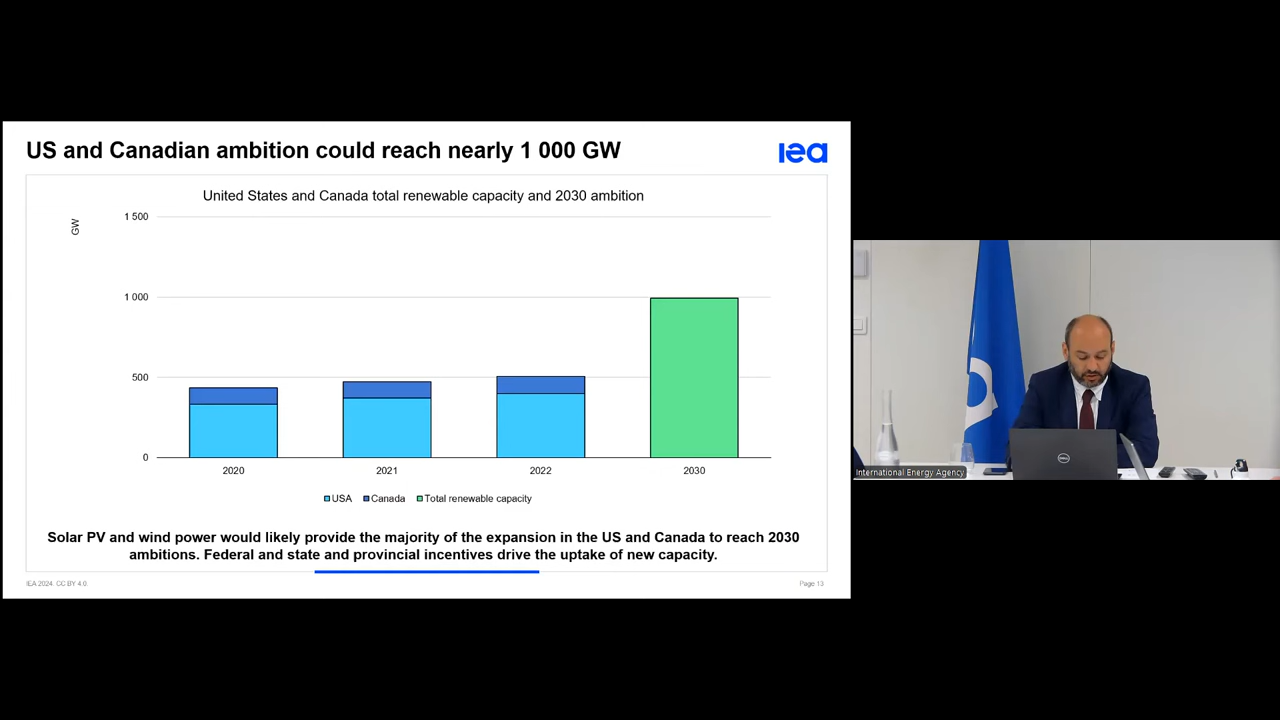 US and Canadian ambition could reach nearly 1 000 GW
iea
United States and Canada total renewable capacity and 2030 ambition
GW
1 500
1 000
500
0
2020
2021
2022
2030
USA
Canada
Total renewable capacity
Solar PV and wind power would likely provide the majority of the expansion in the US and Canada to reach 2030
ambitions. Federal and state and provincial incentives drive the uptake of new capacity.
IEA 2024. CC BY 4.0.
Page 13
International Energy Agency
DELL